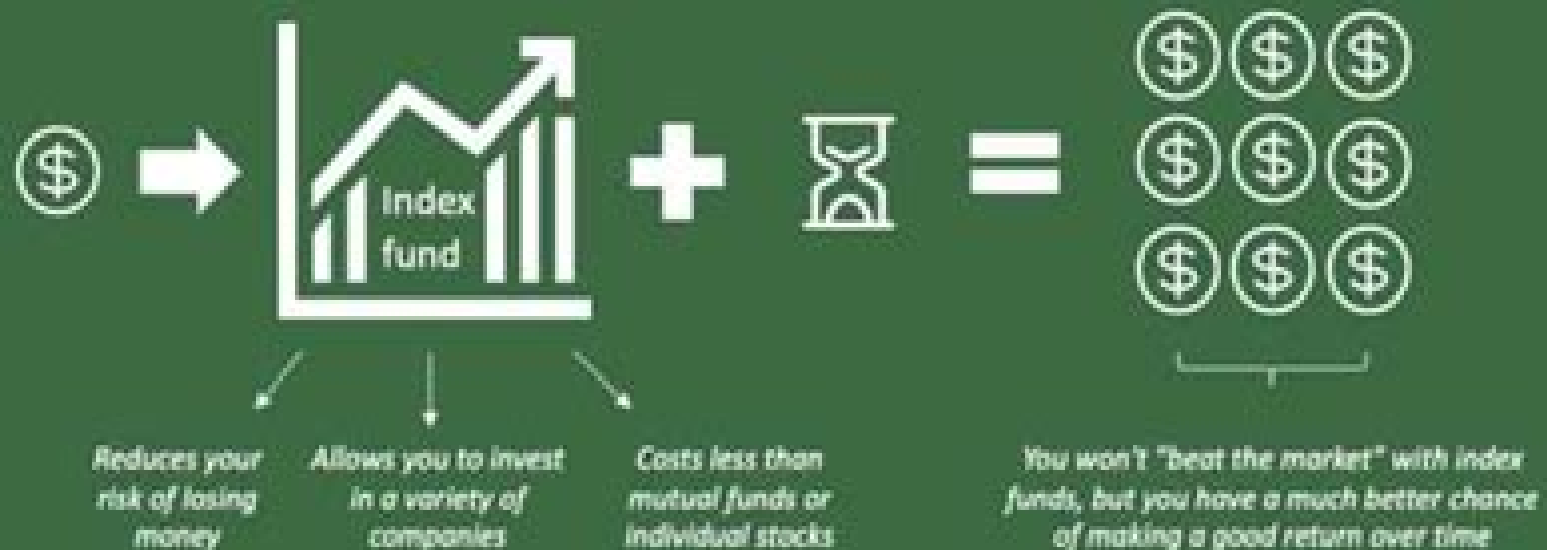 Index
fund
Reduces your
risk of losing
money
Allows you to invest
in a variety of
companies
Costs less than
mutual funds or
individual stocks
You won't "beat the market" with index
funds, but you have a much better chance
of making a good return over time